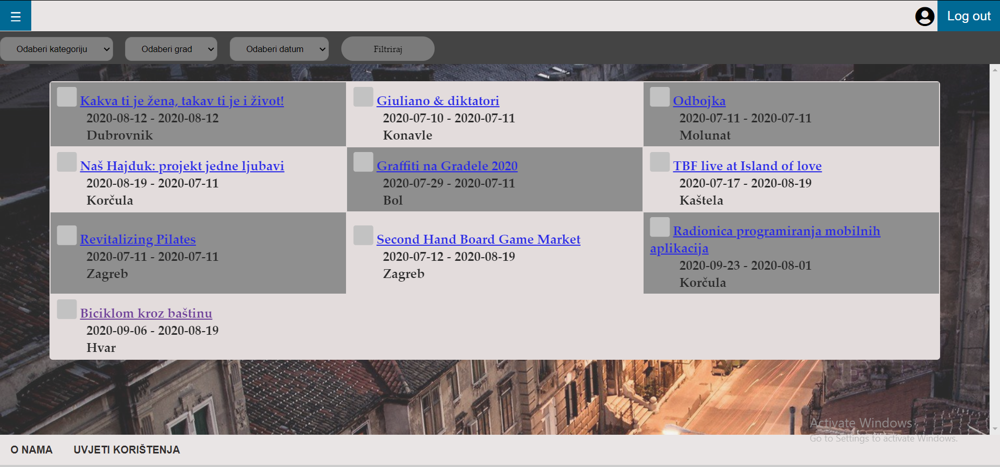 ☰
Log out
Odaberi kategoriju
Odaberi grad
Odaberi datum
Filtriraj
Kakva ti je žena, takav ti je i život!
2020-08-12 - 2020-08-12
Dubrovnik
Giuliano & diktatori
2020-07-10 - 2020-07-11
Konavle
Odbojka
2020-07-11 - 2020-07-11
Molunat
Naš Hajduk: projekt jedne ljubavi
2020-08-19 - 2020-07-11
Korčula
Graffiti na Gradele 2020
2020-07-29 - 2020-07-11
Bol
TBF live at Island of love
2020-07-17 - 2020-08-19
Kaštela
Revitalizing Pilates
2020-07-11 - 2020-07-11
Zagreb
Second Hand Board Game Market
2020-07-12 - 2020-08-19
Zagreb
Radionica programiranja mobilnih
aplikacija
2020-09-23 - 2020-08-01
Korčula
Biciklom kroz baštinu
2020-09-06 - 2020-08-19
Hvar
Activate Windows
Go to Settings to activate Windows.
O NAMA
UVJETI KORIŠTENJA